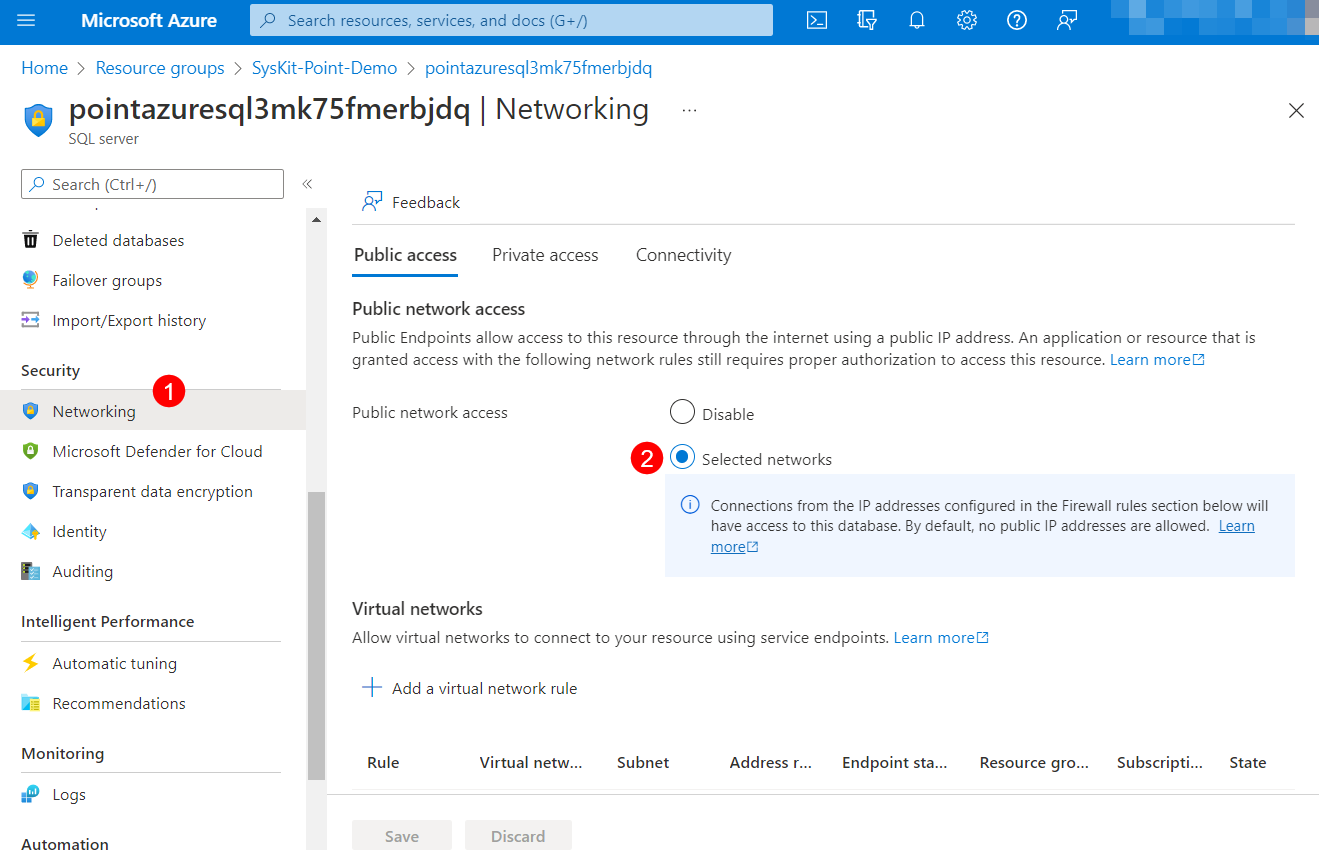 Microsoft Azure
Search resources, services, and docs (G+/)
Home > Resource groups > SysKit-Point-Demo > pointazuresql3mk75fmerbjdq
pointazuresql3mk75fmerbjdq | Networking ...
SQL server
Search (Ctrl+/)
«
Deleted databases
Failover groups
Import/Export history
Security
1
Networking
Microsoft Defender for Cloud
Transparent data encryption
Identity
Auditing
Intelligent Performance
Automatic tuning
Recommendations
Monitoring
Logs
Automation
Feedback
Public access
Private access
Connectivity
Public network access
Public Endpoints allow access to this resource through the internet using a public IP address. An application or resource that is
granted access with the following network rules still requires proper authorization to access this resource. Learn more
Public network access
Disable
2
Selected networks
Connections from the IP addresses configured in the Firewall rules section below will
have access to this database. By default, no public IP addresses are allowed. Learn
more
Virtual networks
Allow virtual networks to connect to your resource using service endpoints. Learn more
Add a virtual network rule
Rule Virtual netw... Subnet Address r... Endpoint sta... Resource gro... Subscripti... State
Save
Discard